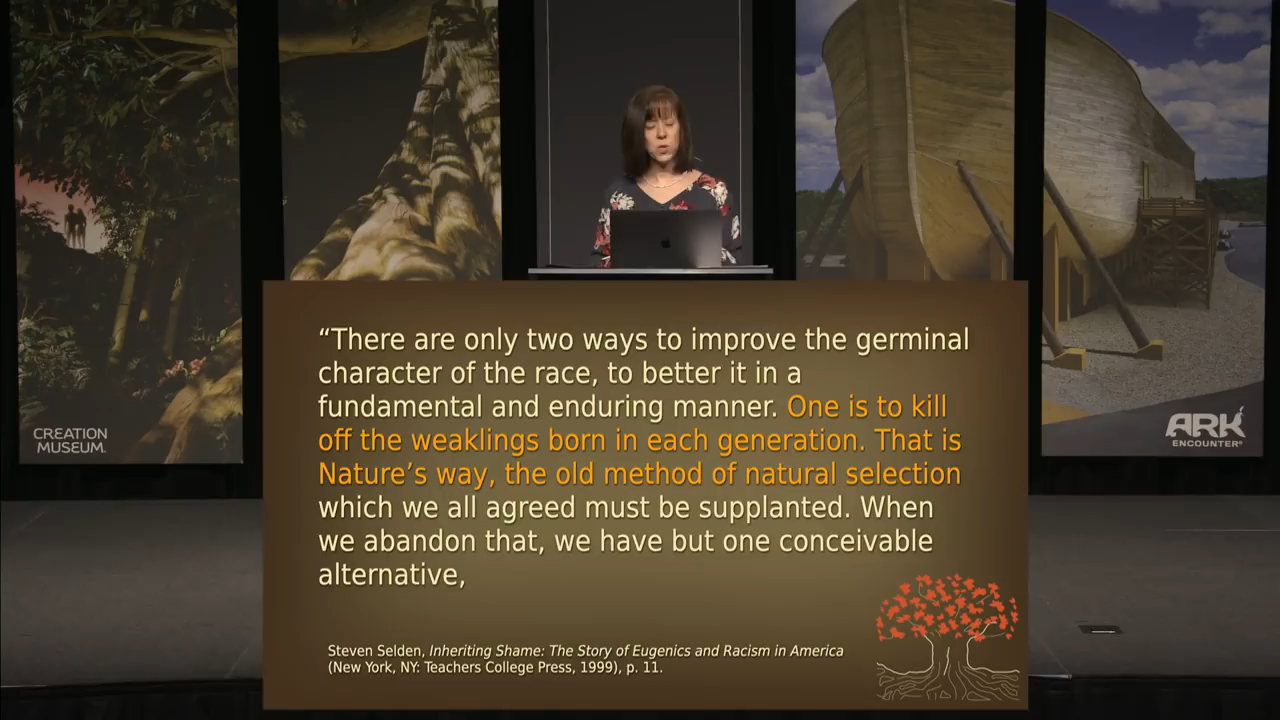 CREATION
MUSEUM.
ARK
ENCOUNTER®
“There are only two ways to improve the germinal
character of the race, to better it in a
fundamental and enduring manner. One is to kill
off the weaklings born in each generation. That is
Nature’s way, the old method of natural selection
which we all agreed must be supplanted. When
we abandon that, we have but one conceivable
alternative,
Steven Selden, Inheriting Shame: The Story of Eugenics and Racism in America
(New York, NY: Teachers College Press, 1999), p. 11.